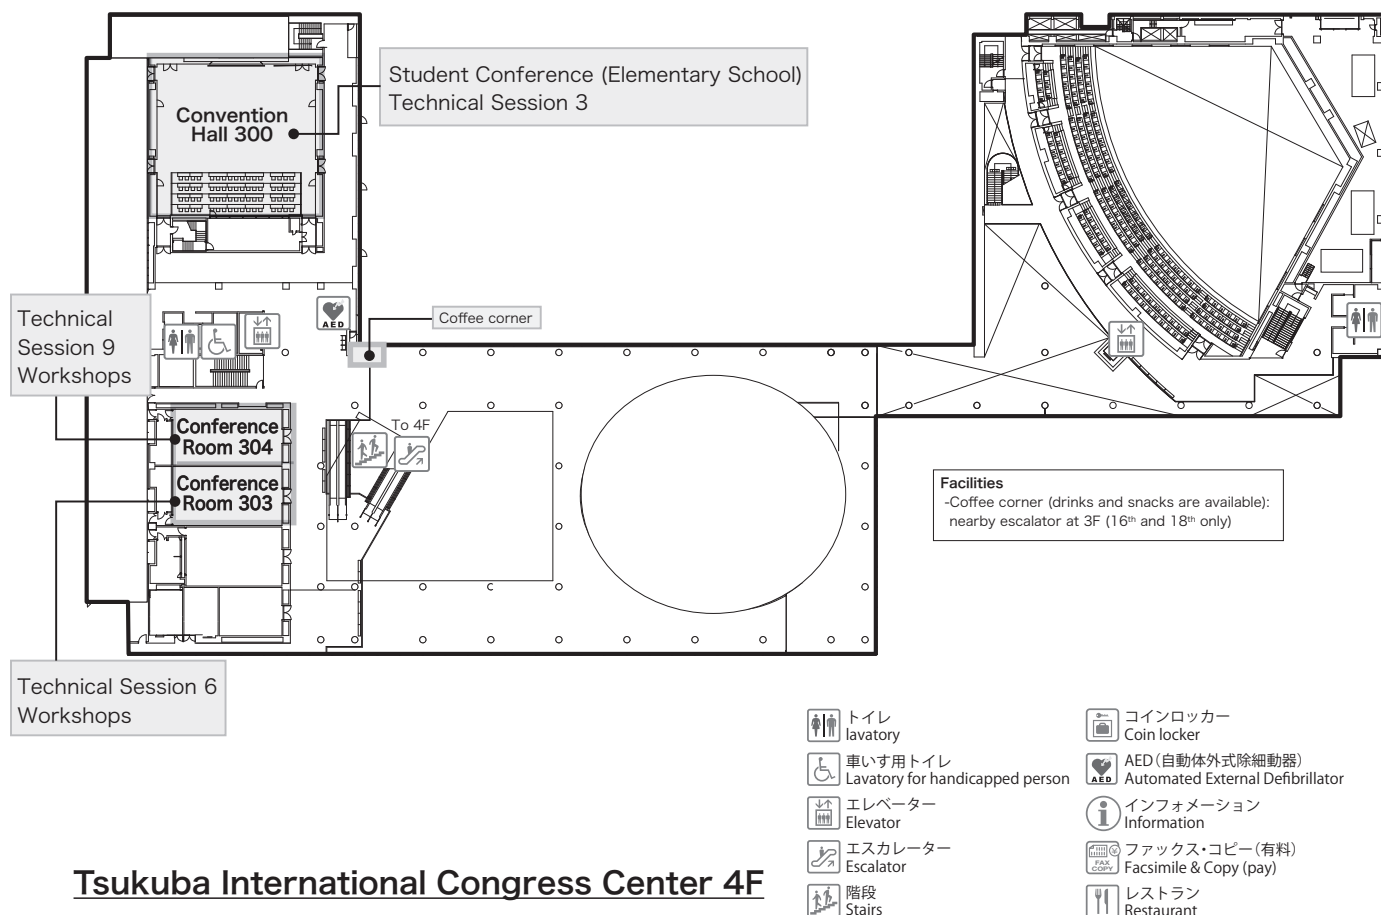 Student Conference (Elementary School)
Technical Session 3
Convention
Hall 300
Technical
Session 9
Workshops
AED
Coffee corner
Conference
Room 304
To 4F
Conference
Room 303
Facilities
-Coffee corner (drinks and snacks are available):
nearby escalator at 3F (16th and 18th only)
Technical Session 6
Workshops
トイレ
lavatory
車いす用トイレ
Lavatory for handicapped person
エレベーター
Elevator
エスカレーター
Escalator
階段
Stairs
コインロッカー
Coin locker
AED
AED(自動体外式除細動器)
Automated External Defibrillator
インフォメーション
Information
FAX
COPY
ファックス・コピー(有料)
Facsimile & Copy (pay)
レストラン
Restaurant
Tsukuba International Congress Center 4F